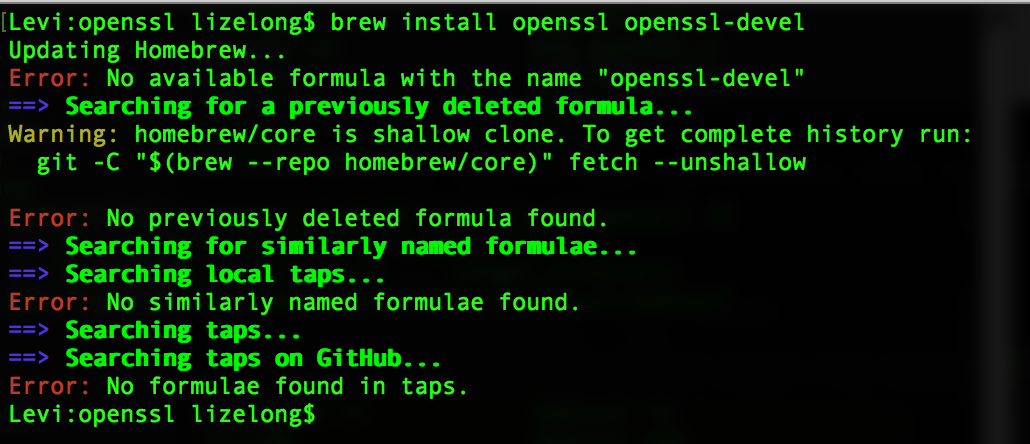 [Levi:openssl lizelong$ brew install openssl openssl-devel
Updating Homebrew...
Error: No available formula with the name "openssl-devel"
==> Searching for a previously deleted formula...
Warning: homebrew/core is shallow clone. To get complete history run:
  git -C "$(brew --repo homebrew/core)" fetch --unshallow

Error: No previously deleted formula found.
==> Searching for similarly named formulae...
==> Searching local taps...
Error: No similarly named formulae found.
==> Searching taps...
==> Searching taps on GitHub...
Error: No formulae found in taps.
Levi:openssl lizelong$